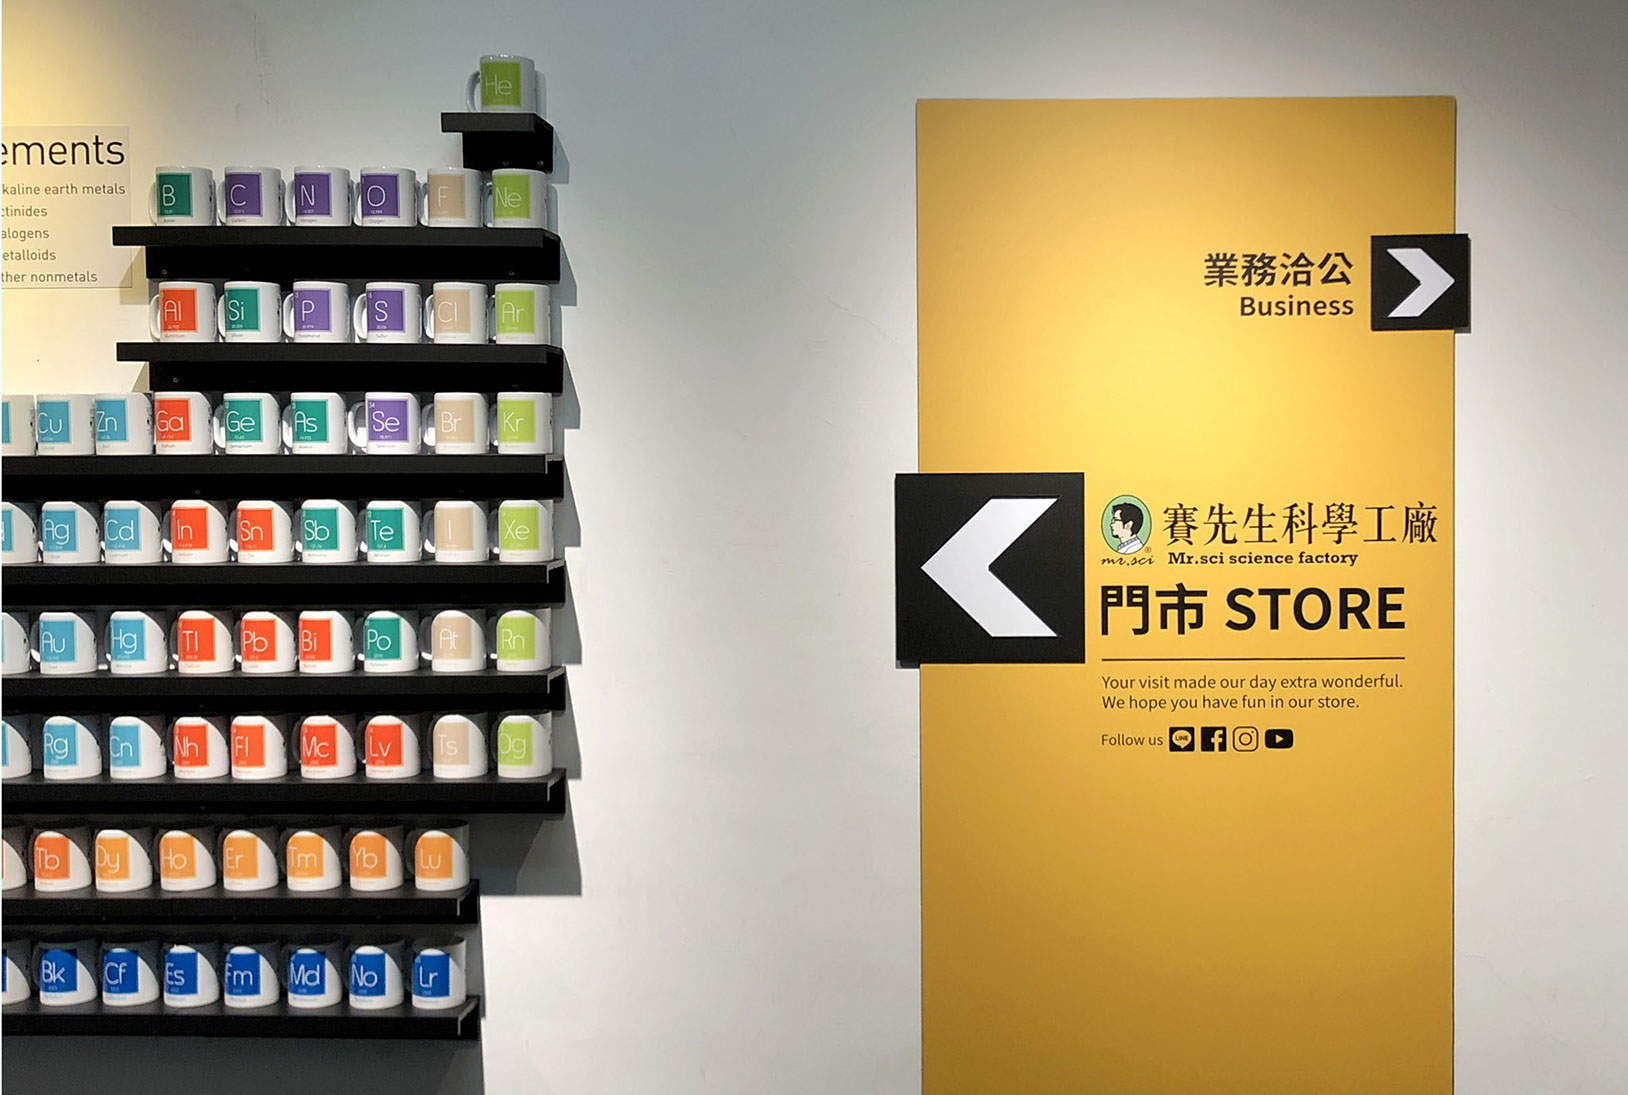 ements
kaline earth metals
ctinides
alogens
etalloids
ther nonmetals
He
B C N O F Ne
Al Si P S Cl Ar
Cu Zn Ga Ge As Se Br Kr
Ag Cd In Sn Sb Te I Xe
Au Hg Tl Pb Bi Po At Rn
Rg Cn Nh Fl Mc Lv Ts Og
Tb Dy Ho Er Tm Yb Lu
Bk Cf Es Fm Md No Lr
業務洽公
Business
賽先生科學工廠
mr.sci ® Mr.sci science factory
門市 STORE
Your visit made our day extra wonderful.
We hope you have fun in our store.
Follow us LINE